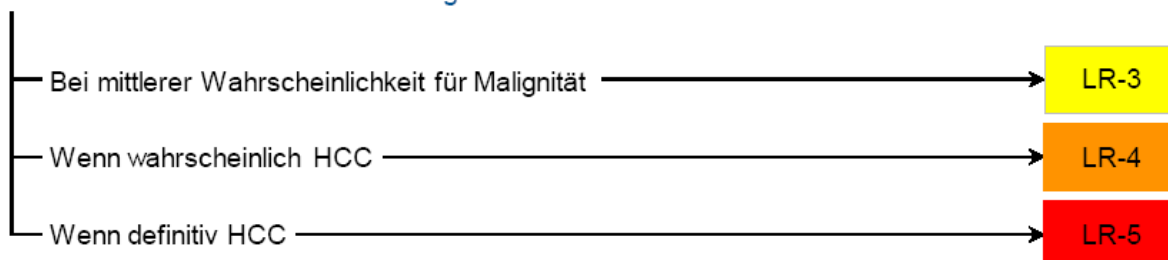 Bei mittlerer Wahrscheinlichkeit für Malignität LR-3
Wenn wahrscheinlich HCC LR-4
Wenn definitiv HCC LR-5